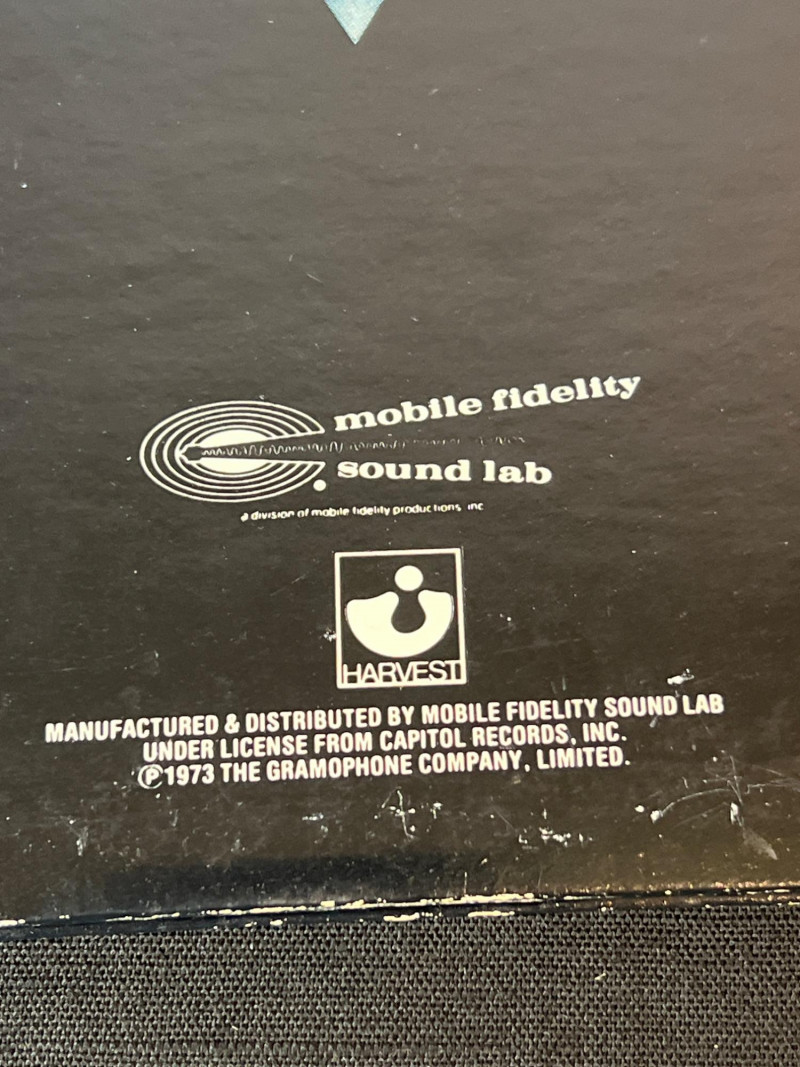 mobile fidelity
sound lab
a division of mobile fidelity productions inc
HARVEST
MANUFACTURED & DISTRIBUTED BY MOBILE FIDELITY SOUND LAB
UNDER LICENSE FROM CAPITOL RECORDS, INC.
℗1973 THE GRAMOPHONE COMPANY, LIMITED.